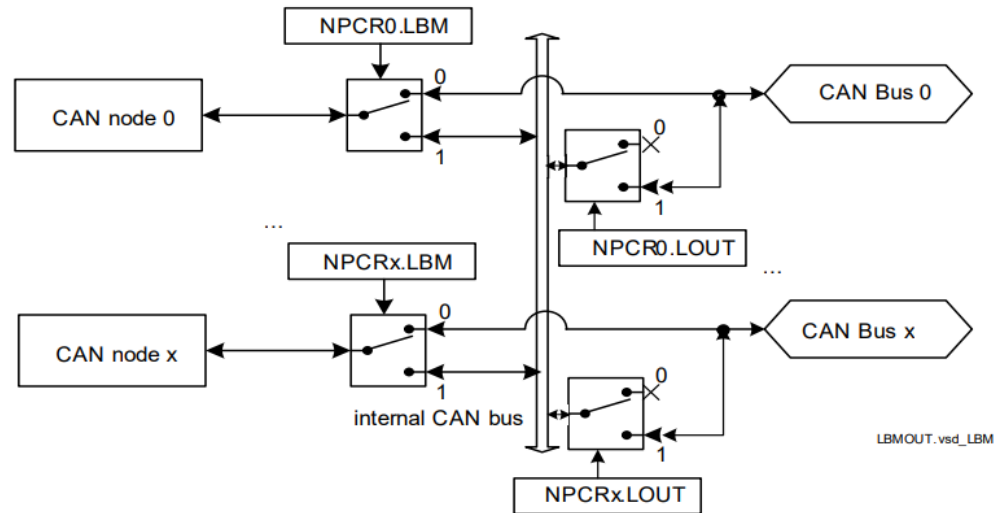 NPCR0.LBM
CAN node 0
0
1
CAN Bus 0
0
1
NPCR0.LOUT
...
...
NPCRx.LBM
CAN node x
0
1
CAN Bus x
internal CAN bus
0
1
NPCRx.LOUT
LBMOUT.vsd_LBM